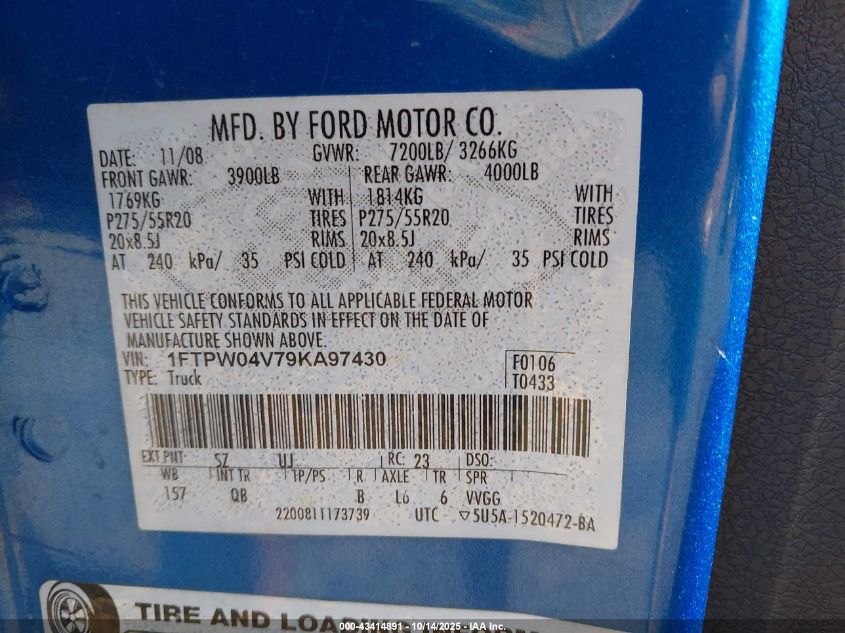 MFD. BY FORD MOTOR CO.
DATE: 11/08 GVWR: 7200LB/ 3266KG
FRONT GAWR: 3900LB REAR GAWR: 4000LB
1769KG WITH 1814KG WITH
P275/55R20 TIRES P275/55R20 TIRES
20x8.5J RIMS 20x8.5J RIMS
AT 240 kPa/ 35 PSI COLD AT 240 kPa/ 35 PSI COLD
THIS VEHICLE CONFORMS TO ALL APPLICABLE FEDERAL MOTOR
VEHICLE SAFETY STANDARDS IN EFFECT ON THE DATE OF
MANUFACTURE SHOWN ABOVE.
VIN: 1FTPW04V79KA97430 F0106
TYPE: Truck T0433
EXT PNT: SZ UJ RC: 23 DSO:
WB INT TR TP/PS R AXLE TR SPR
157 QB B L6 6 VVGG
2200811173739 UTC ▽5U5A-1520472-BA
TIRE AND
000-43414891 - 10/14/2025 - IAA Inc.